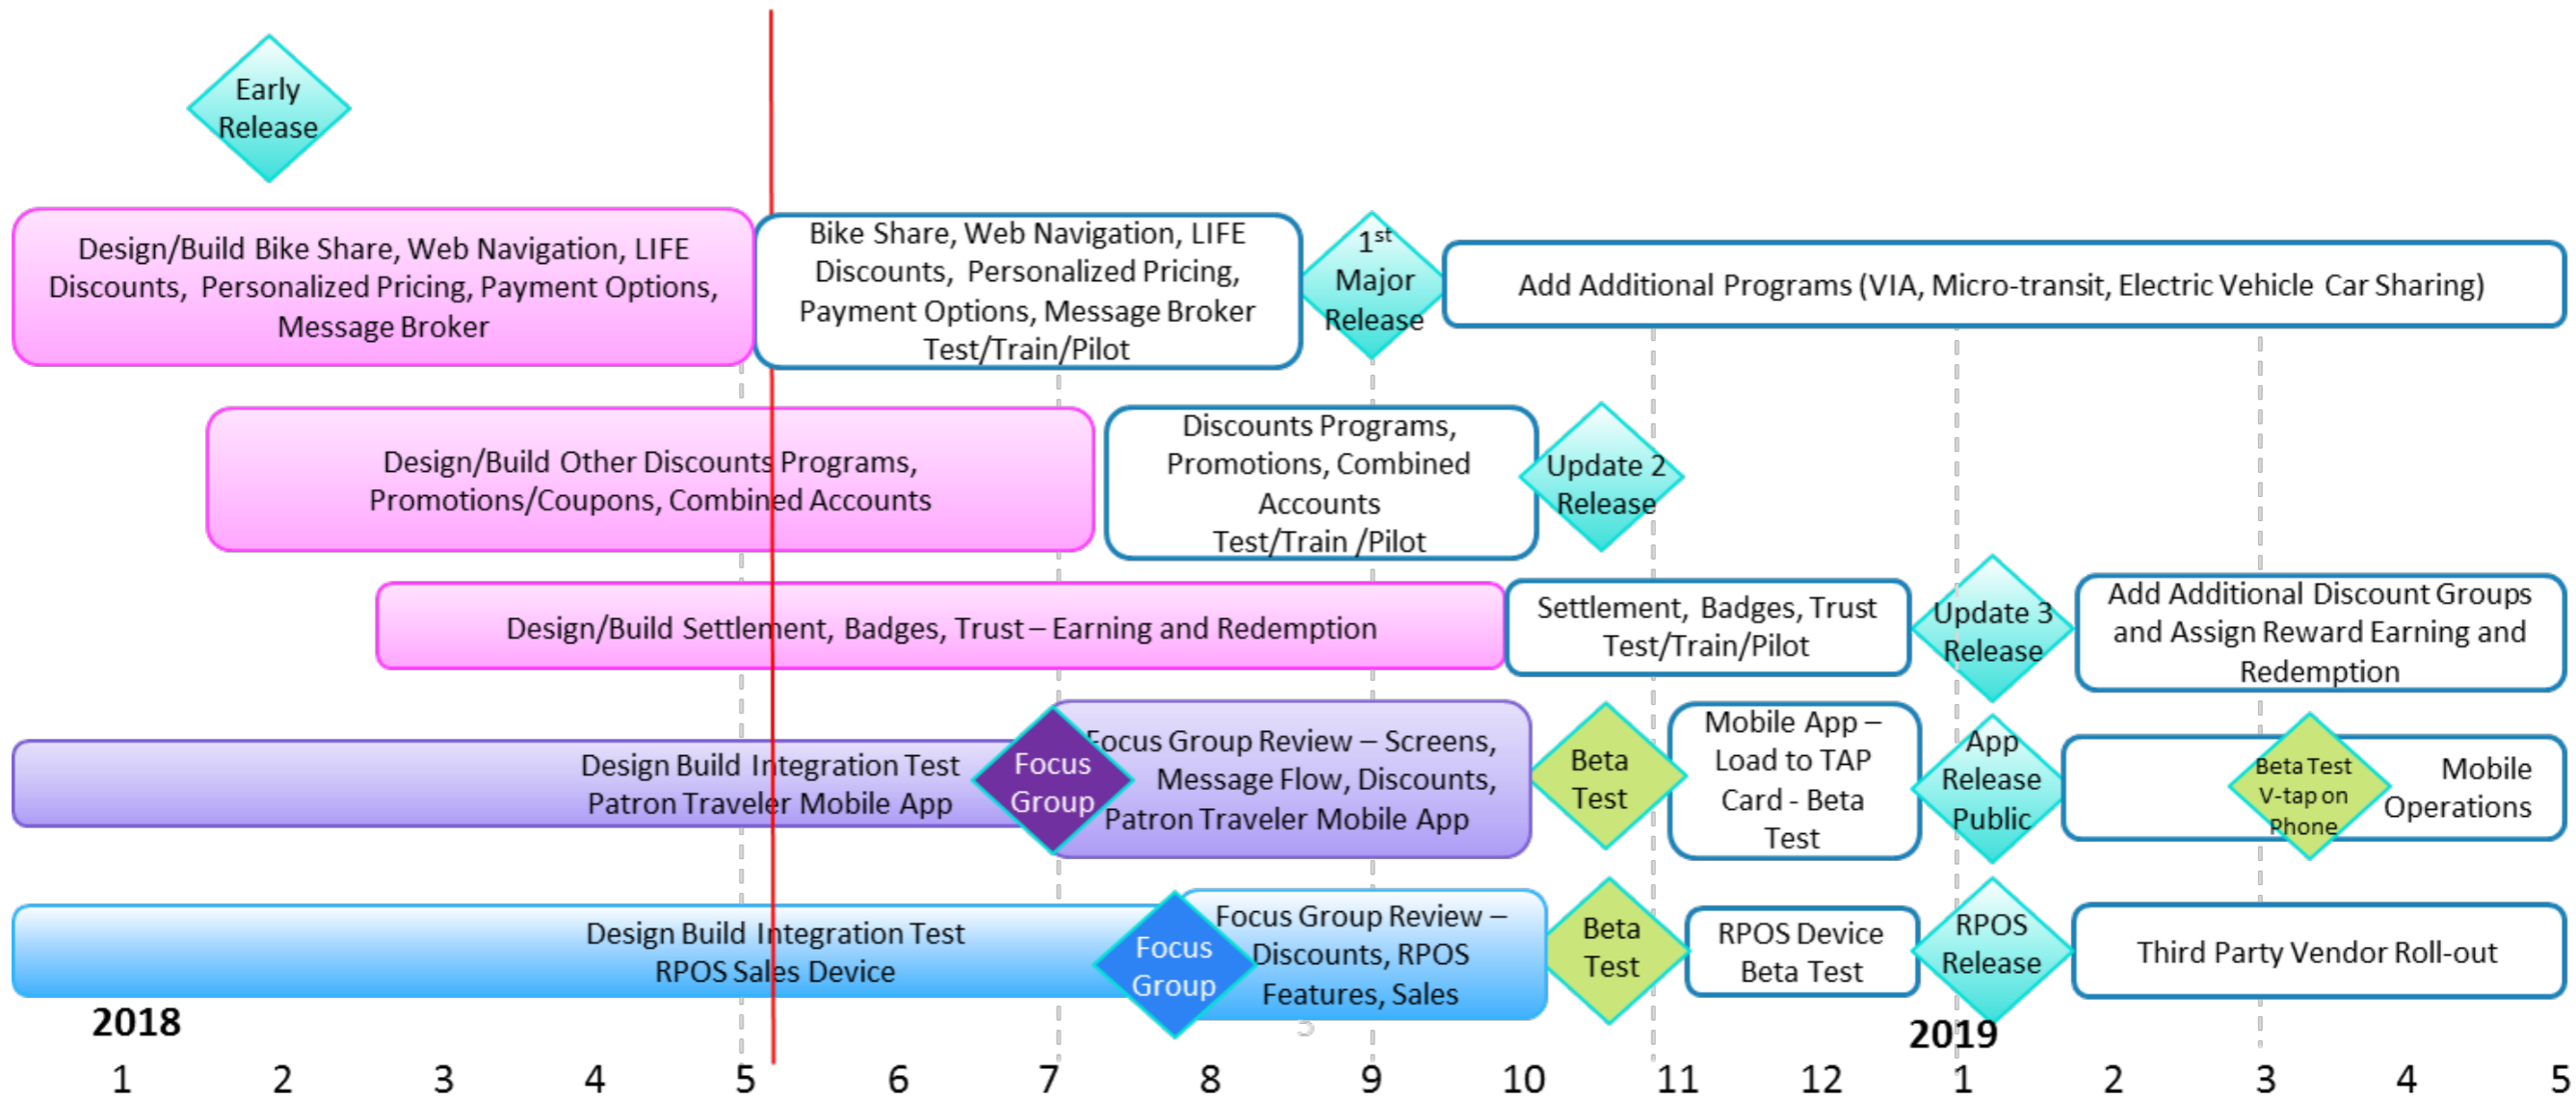 Early
Release
Design/Build Bike Share, Web Navigation, LIFE
Discounts, Personalized Pricing, Payment Options,
Message Broker
Bike Share, Web Navigation, LIFE
Discounts, Personalized Pricing,
Payment Options, Message Broker
Test/Train/Pilot
1st
Major
Release
Add Additional Programs (VIA, Micro-transit, Electric Vehicle Car Sharing)
Design/Build Other Discounts Programs,
Promotions/Coupons, Combined Accounts
Discounts Programs,
Promotions, Combined
Accounts
Test/Train /Pilot
Update 2
Release
Design/Build Settlement, Badges, Trust – Earning and Redemption
Settlement, Badges, Trust
Test/Train/Pilot
Update 3
Release
Add Additional Discount Groups
and Assign Reward Earning and
Redemption
Design Build Integration Test
Patron Traveler Mobile App
Focus
Group
Focus Group Review – Screens,
Message Flow, Discounts,
Patron Traveler Mobile App
Beta
Test
Mobile App –
Load to TAP
Card - Beta
Test
App
Release
Public
Beta Test
V-tap on
Phone
Mobile
Operations
Design Build Integration Test
RPOS Sales Device
Focus
Group
Focus Group Review –
Discounts, RPOS
Features, Sales
Beta
Test
RPOS Device
Beta Test
RPOS
Release
Third Party Vendor Roll-out
2018
2019
1 2 3 4 5 6 7 8 9 10 11 12 1 2 3 4 5